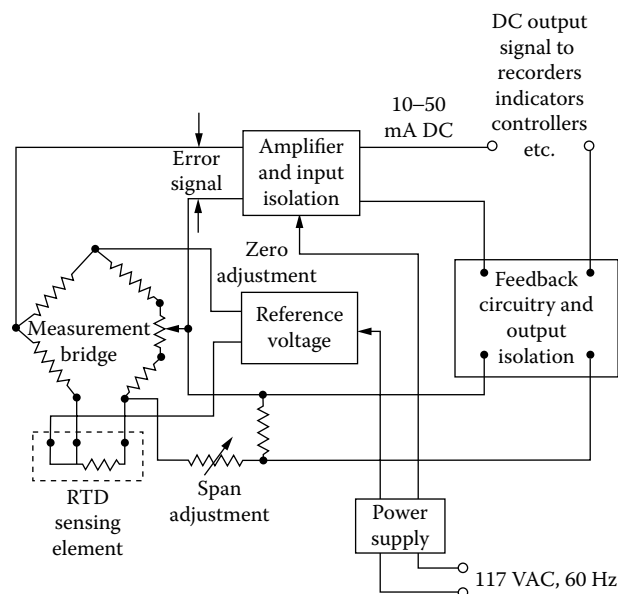 DC output
signal to
recorders
indicators
controllers
etc.
10–50
mA DC
Error
signal
Amplifier
and input
isolation
Zero
adjustment
Measurement
bridge
Reference
voltage
Feedback
circuitry and
output
isolation
RTD
sensing
element
Span
adjustment
Power
supply
117 VAC, 60 Hz